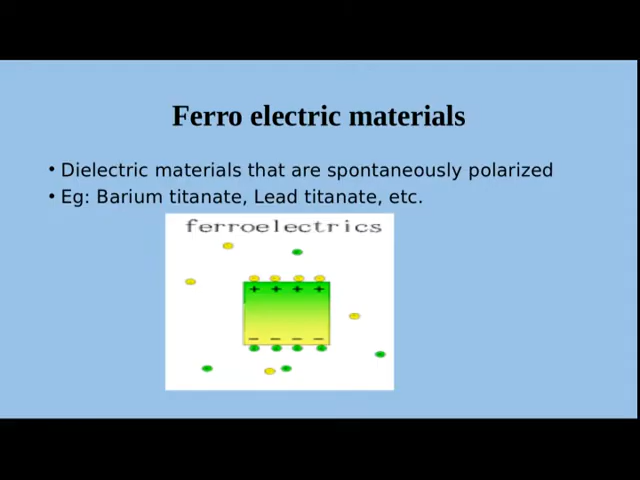 Ferro electric materials
• Dielectric materials that are spontaneously polarized
• Eg: Barium titanate, Lead titanate, etc.
ferroelectrics
+ + + +
− − − −